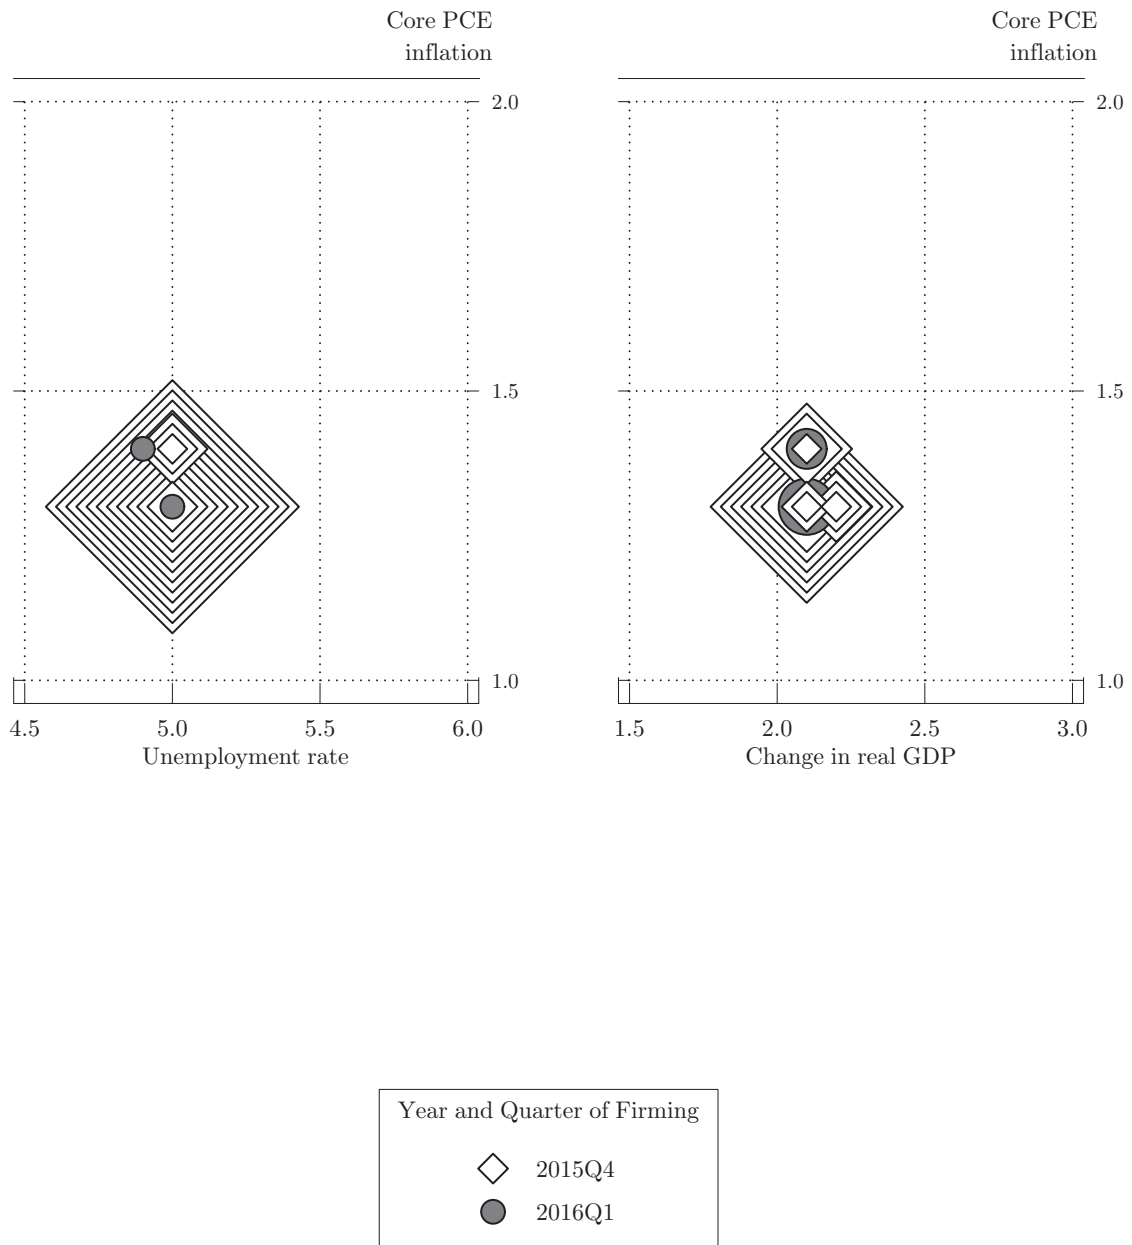 Core PCE
inflation
2.0
1.5
1.0
4.5 5.0 5.5 6.0
Unemployment rate
Core PCE
inflation
2.0
1.5
1.0
1.5 2.0 2.5 3.0
Change in real GDP
Year and Quarter of Firming
2015Q4
2016Q1